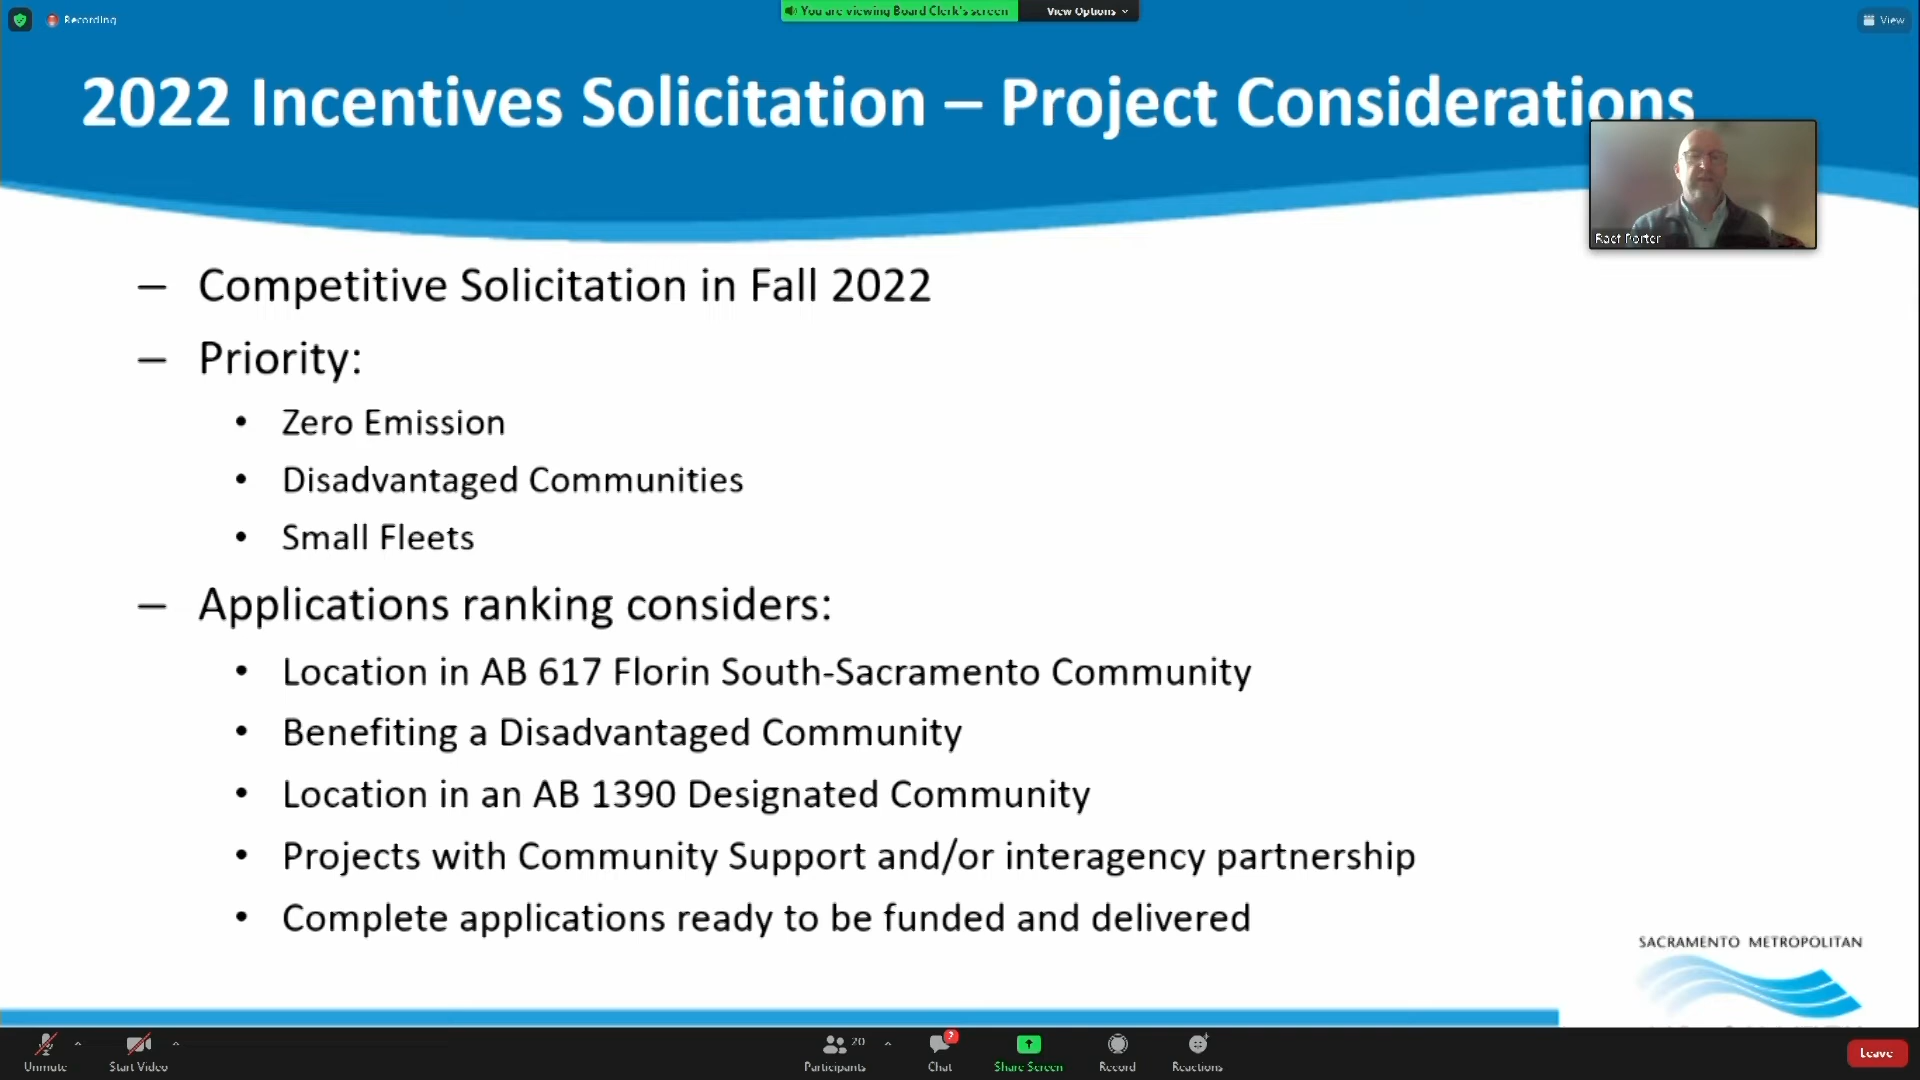 Recording
You are viewing Board Clerk's screen
View Options
View
2022 Incentives Solicitation – Project Considerations
Raef Porter
– Competitive Solicitation in Fall 2022
– Priority:
• Zero Emission
• Disadvantaged Communities
• Small Fleets
– Applications ranking considers:
• Location in AB 617 Florin South-Sacramento Community
• Benefiting a Disadvantaged Community
• Location in an AB 1390 Designated Community
• Projects with Community Support and/or interagency partnership
• Complete applications ready to be funded and delivered
SACRAMENTO METROPOLITAN
Unmute
Start Video
Participants
20
Chat
Share Screen
Record
Reactions
Leave